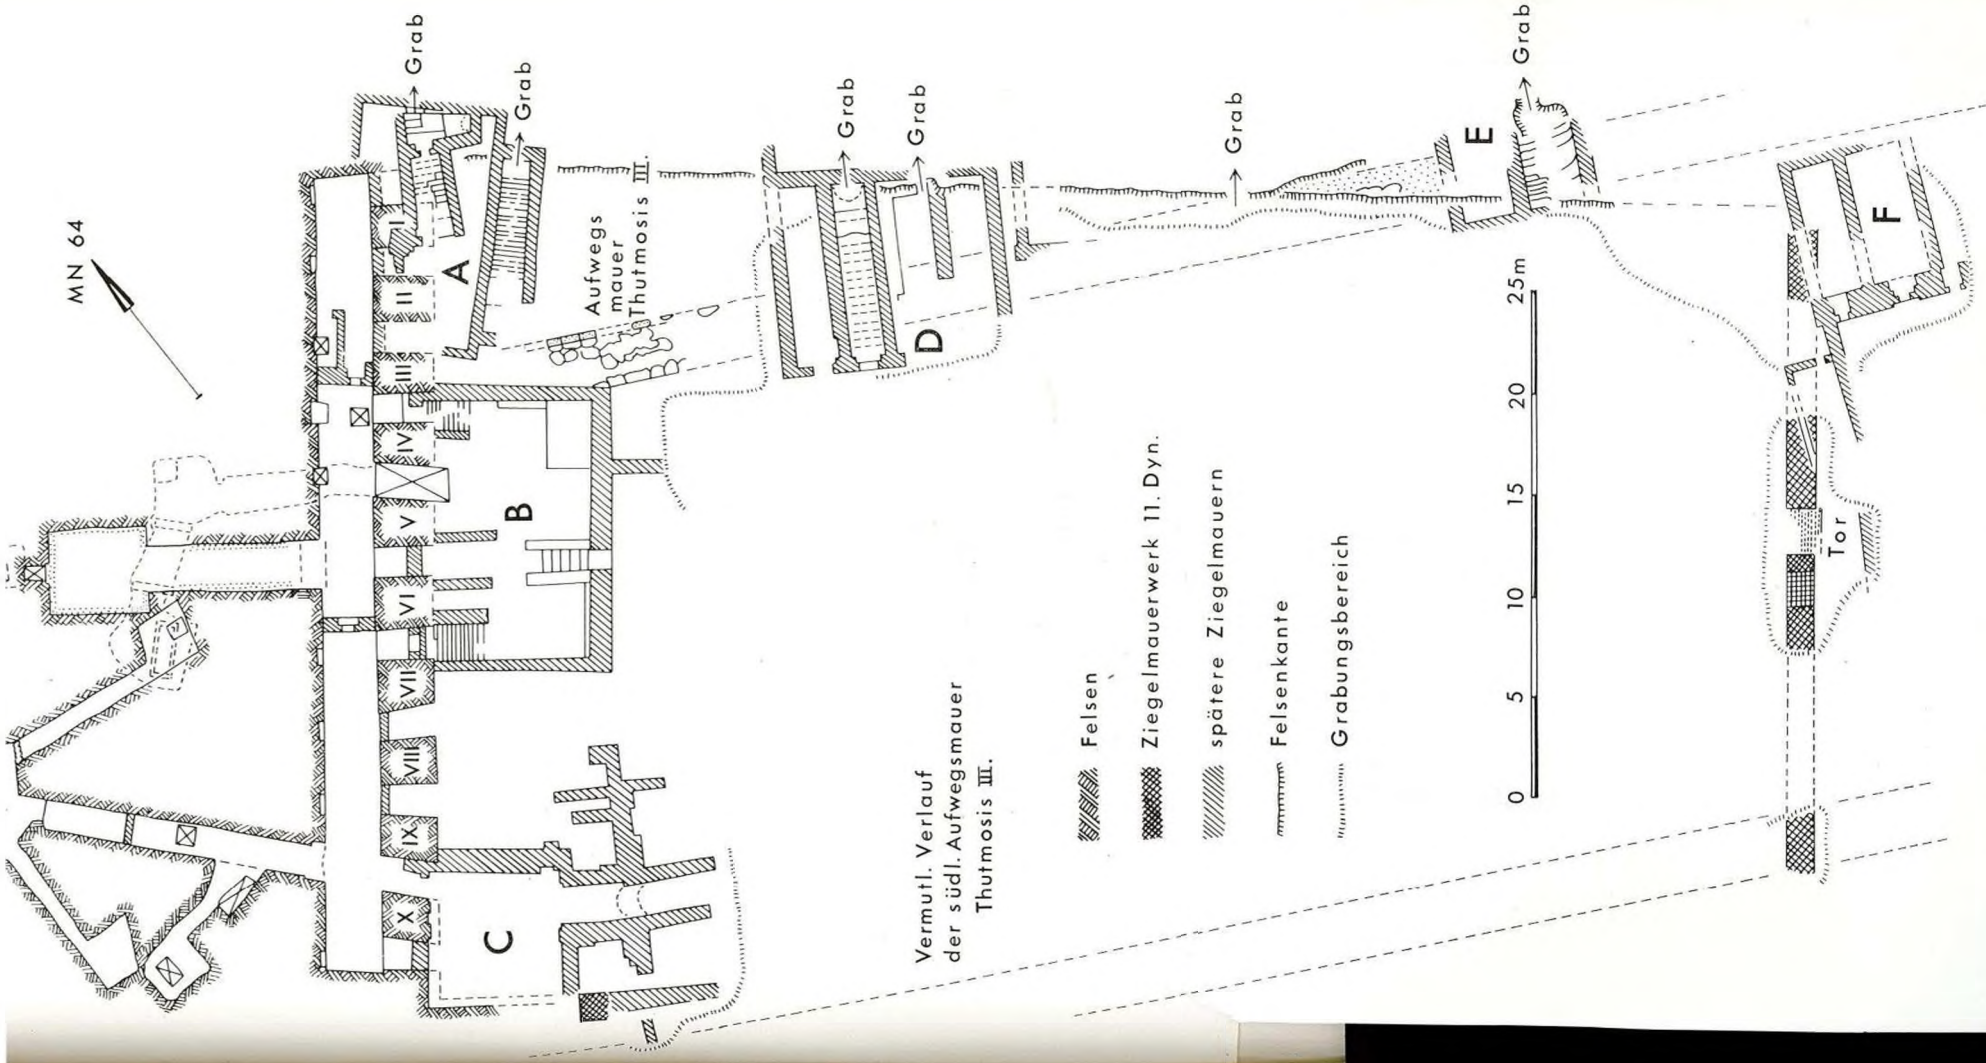 MN 64
Grab
Grab
Grab
Grab
Grab
Grab
I
II
III
IV
V
VI
VII
VIII
IX
X
A
B
C
D
E
F
Aufwegs
mauer
Thutmosis III.
Vermutl. Verlauf
der südl. Aufwegsmauer
Thutmosis III.
Felsen
Ziegelmauerwerk 11. Dyn.
spätere Ziegelmauern
Felsenkante
Grabungsbereich
0 5 10 15 20 25m
Tor